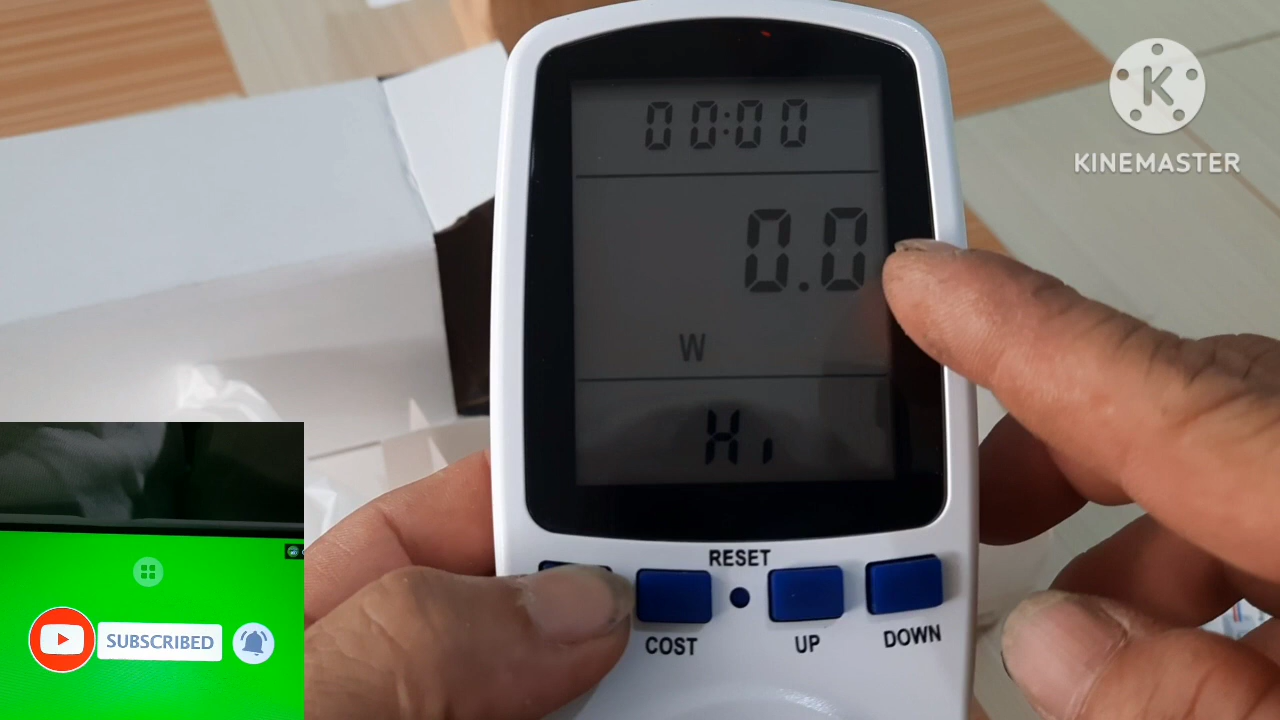 00:00
0.0
W
Hi
RESET
COST
UP
DOWN
K
KINEMASTER
SUBSCRIBED